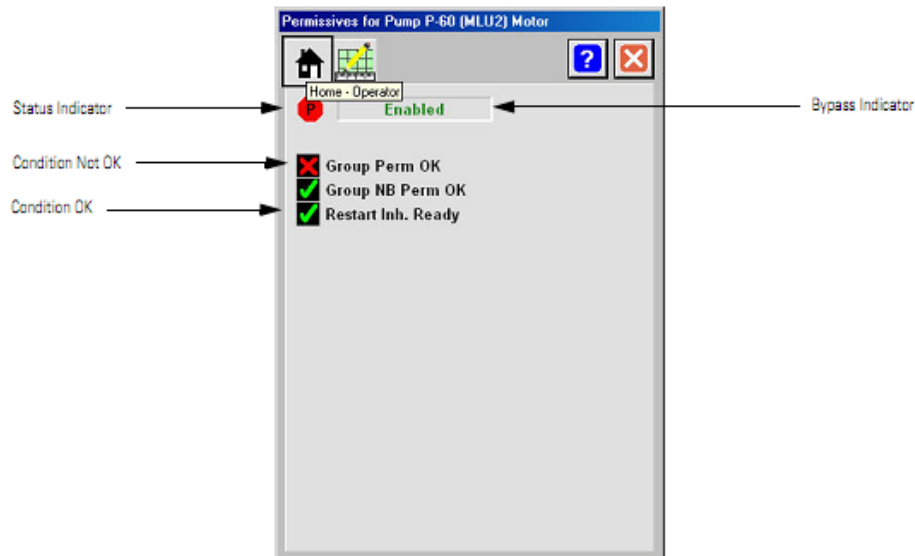 Permissives for Pump P-60 (MLU2) Motor
?
Home - Operator
Status Indicator
P
Enabled
Bypass Indicator
Condition Not OK
Group Perm OK
Group NB Perm OK
Condition OK
Restart Inh. Ready